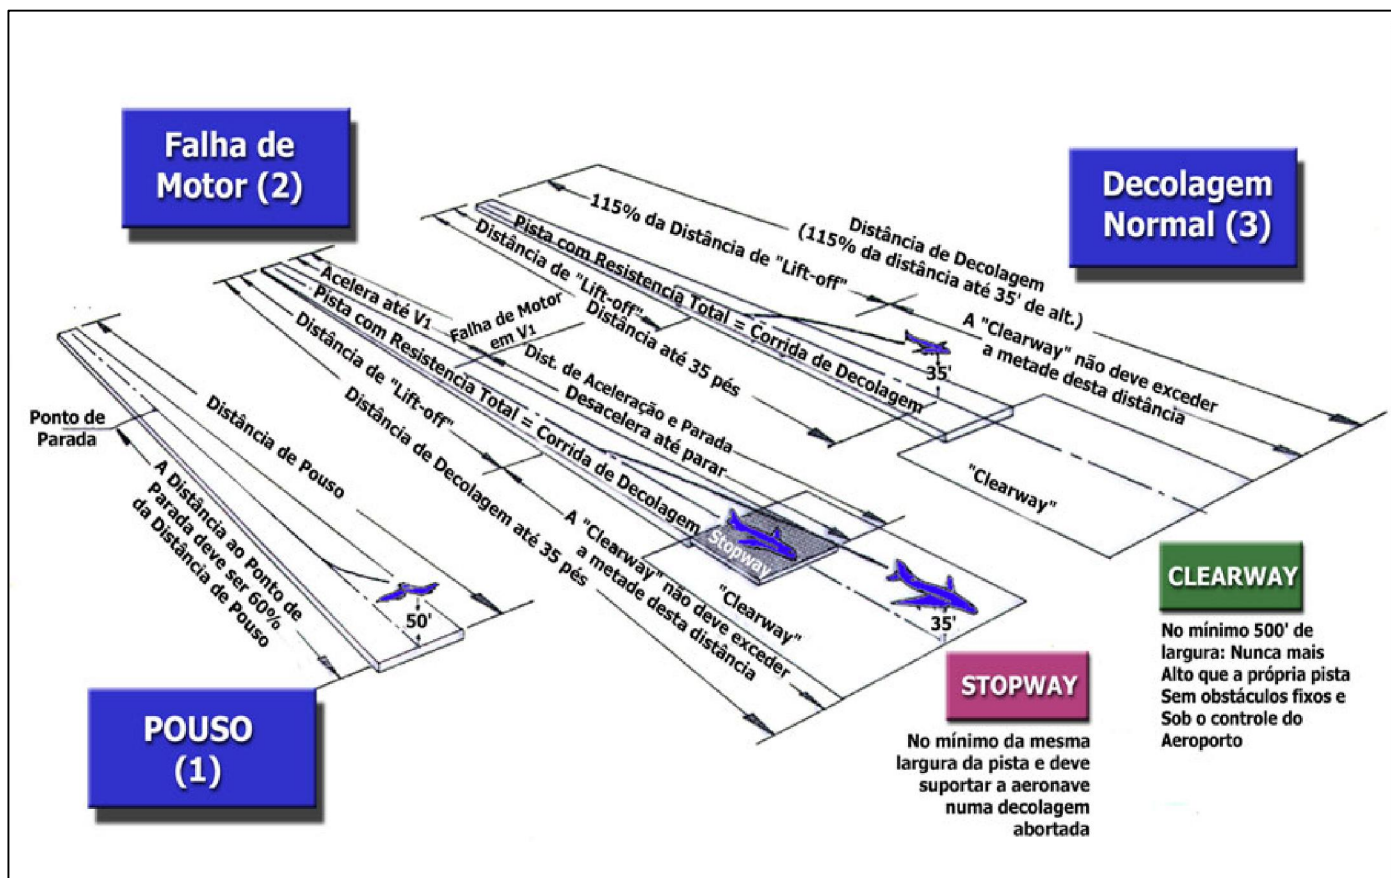 Falha de
Motor (2)
Decolagem
Normal (3)
115% da Distância de "Lift-off"
Distância de Decolagem
(115% da distância até 35' de alt.)
Pista com Resistencia Total = Corrida de Decolagem
Distância de "Lift-off"
Distância até 35 pés
A "Clearway" não deve exceder
a metade desta distância
35'
"Clearway"
Acelera até V1
Falha de Motor
em V1
Pista com Resistencia Total = Corrida de Decolagem
Dist. de Aceleração e Parada
Desacelera até parar
Distância de "Lift-off"
Distância de Decolagem até 35 pés
A "Clearway" não deve exceder
a metade desta distância
Stopway
"Clearway"
35'
Ponto de
Parada
Distância de Pouso
A Distância ao Ponto de
Parada deve ser 60%
da Distância de Pouso
50'
POUSO
(1)
STOPWAY
No mínimo da mesma
largura da pista e deve
suportar a aeronave
numa decolagem
abortada
CLEARWAY
No mínimo 500' de
largura: Nunca mais
Alto que a própria pista
Sem obstáculos fixos e
Sob o controle do
Aeroporto